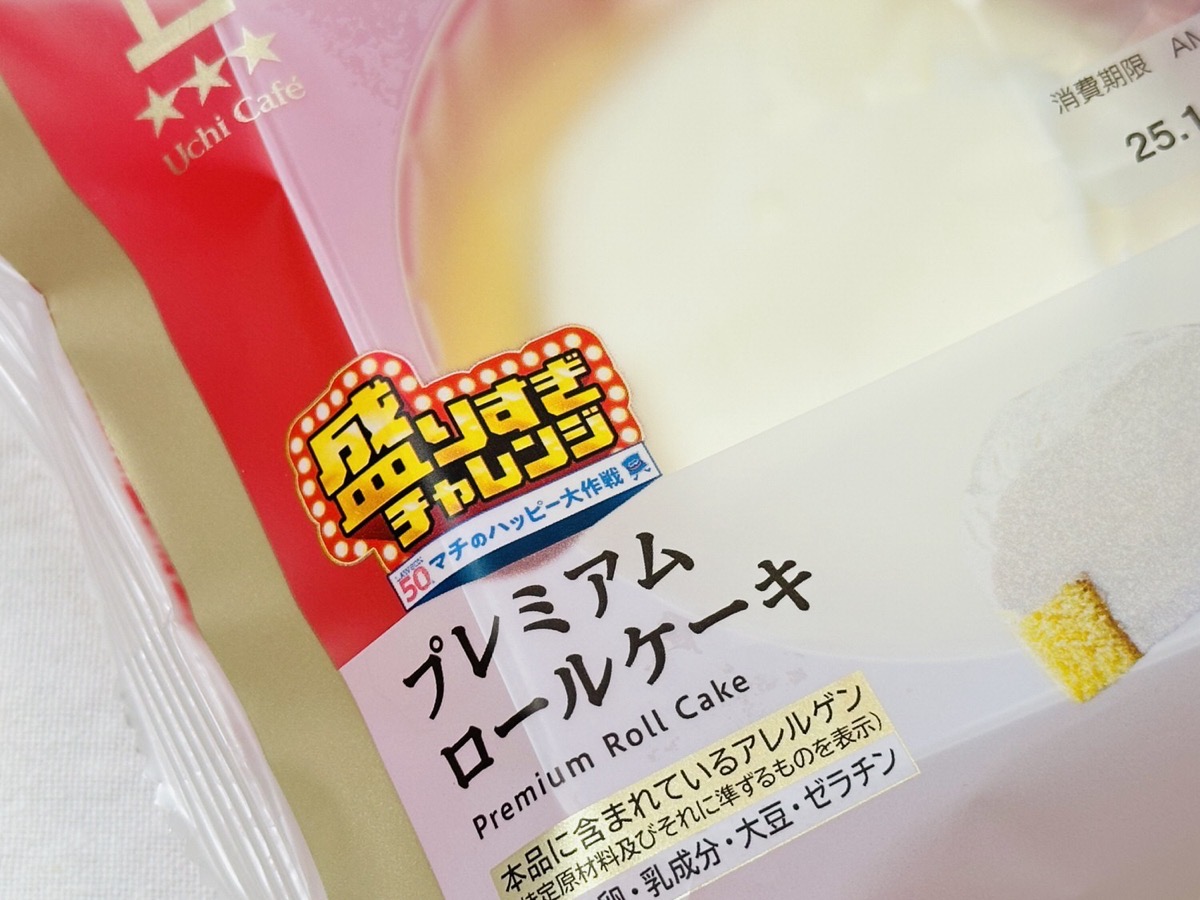 Uchi Café
消費期限
25.1
盛りすぎ
チャレンジ
LAWSON
50th
マチのハッピー大作戦
プレミアム
ロールケーキ
Premium Roll Cake
本品に含まれているアレルゲン
特定原材料及びそれに準ずるものを表示)
卵・乳成分・大豆・ゼラチン